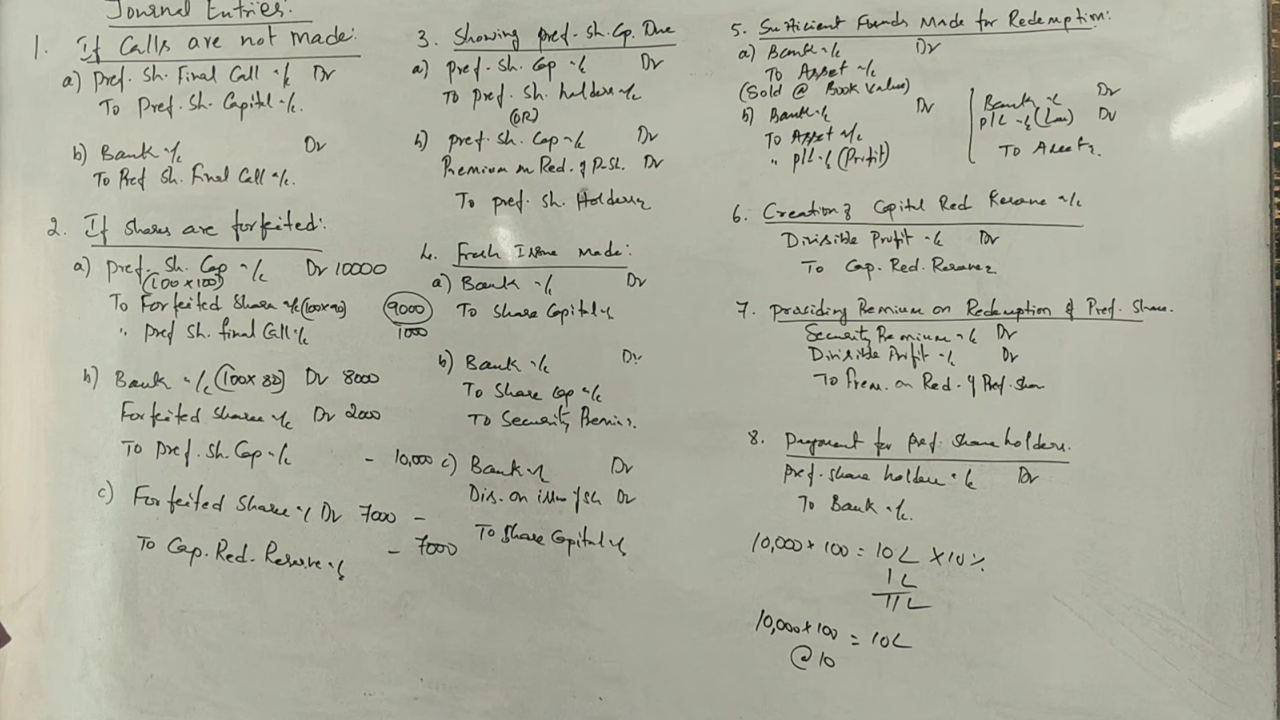 Journal Entries:
1. If Calls are not made:
a) Pref. Sh. Final Call a/c Dr
To Pref. Sh. Capital a/c.
b) Bank a/c Dr
To Pref Sh. Final Call a/c.
2. If shares are forfeited:
a) Pref. Sh. Cap a/c Dr 10000
(100 x 100)
To Forfeited Share a/c (100x90) 9000
" Pref Sh. final Call a/c 1000
b) Bank a/c (100x80) Dr 8000
Forfeited Shares a/c Dr 2000
To Pref. Sh. Cap a/c - 10,000
c) Forfeited Share a/c Dr 7000 -
To Cap. Red. Reserve a/c - 7000
3. Showing pref. sh. Cp. Due
a) Pref. Sh. Cap a/c Dr
To Pref. Sh. holders a/c
(OR)
b) Pref. Sh. Cap a/c Dr
Premium on Red. of P. Sh. Dr
To pref. sh. Holders
4. Fresh Issue Made:
a) Bank a/c Dr
To Share Capital a/c
b) Bank a/c Dr
To Share Cap a/c
To Security Premium.
c) Bank a/c Dr
Dis. on issue of sh Dr
To Share Capital a/c
5. Sufficient Funds Made for Redemption:
a) Bank a/c Dr
To Asset a/c
(Sold @ Book Value)
b) Bank a/c Dr
To Asset a/c
" P/L a/c (Profit)
Bank a/c Dr
P/L a/c (Loss) Dr
To Asset
6. Creation of Capital Red Reserve a/c
Divisible Profit a/c Dr
To Cap. Red. Reserve
7. Providing Premium on Redemption of Pref. Share.
Security Premium a/c Dr
Divisible Profit a/c Dr
To Prem. on Red. of Pref. Share
8. Payment for pref. share holders.
Pref. share holders a/c Dr
To Bank a/c.
10,000 x 100 = 10L x 10%
1L
11L
10,000 x 100 = 10L
@ 10